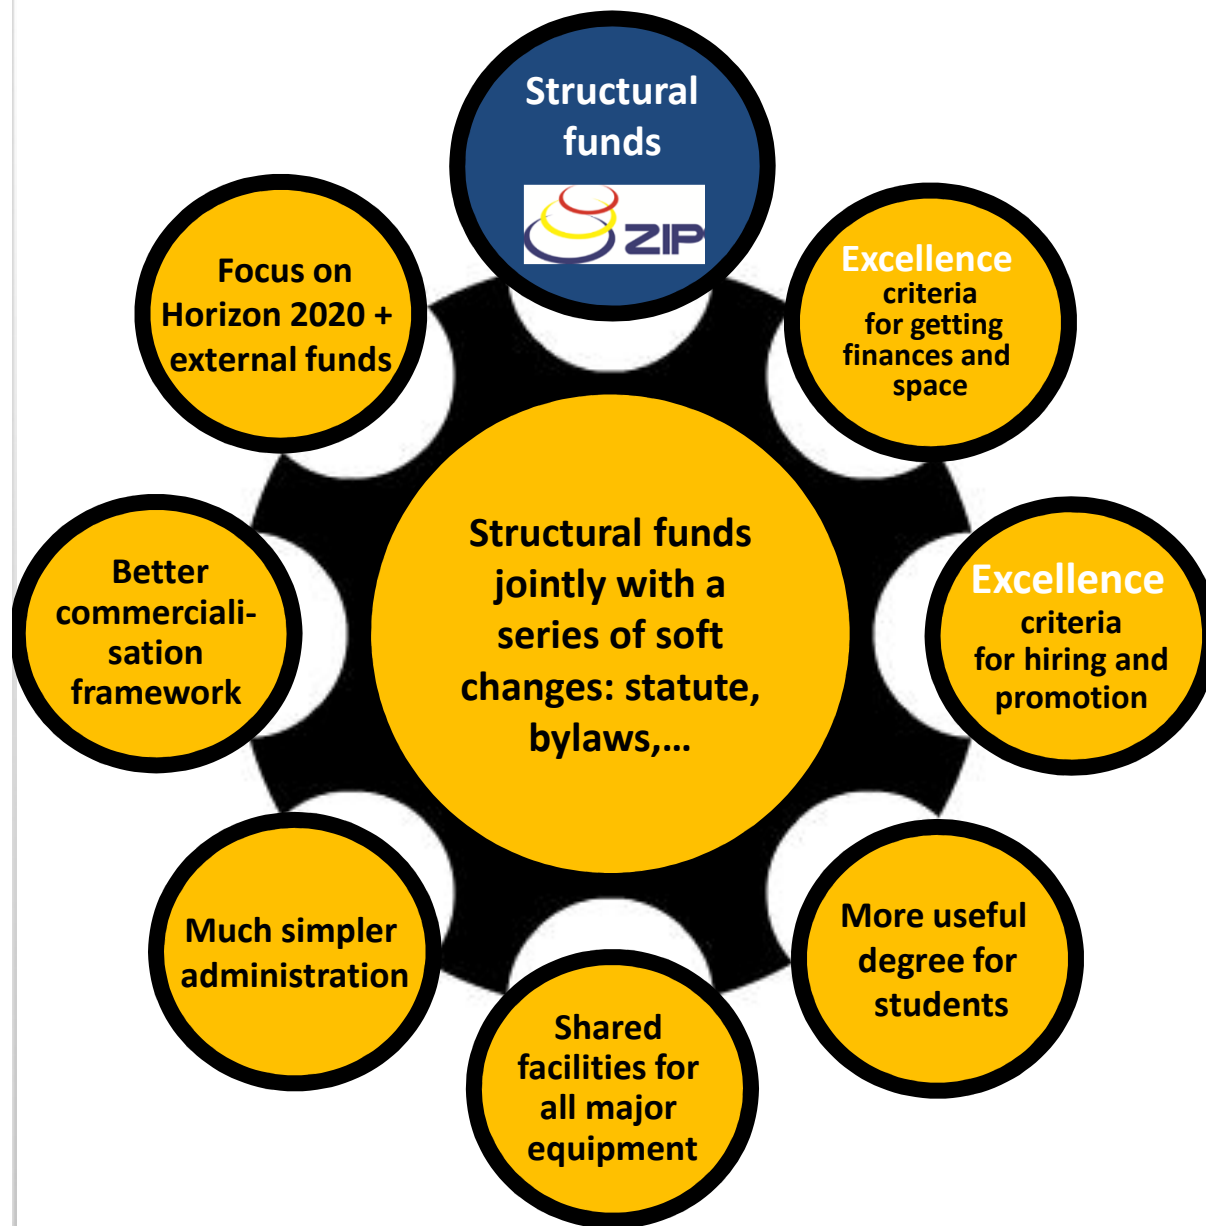 Structural
funds
ZIP
Excellence
criteria
for getting
finances and
space
Excellence
criteria
for hiring and
promotion
More useful
degree for
students
Shared
facilities for
all major
equipment
Much simpler
administration
Better
commerciali-
sation
framework
Focus on
Horizon 2020 +
external funds
Structural funds
jointly with a
series of soft
changes: statute,
bylaws,...